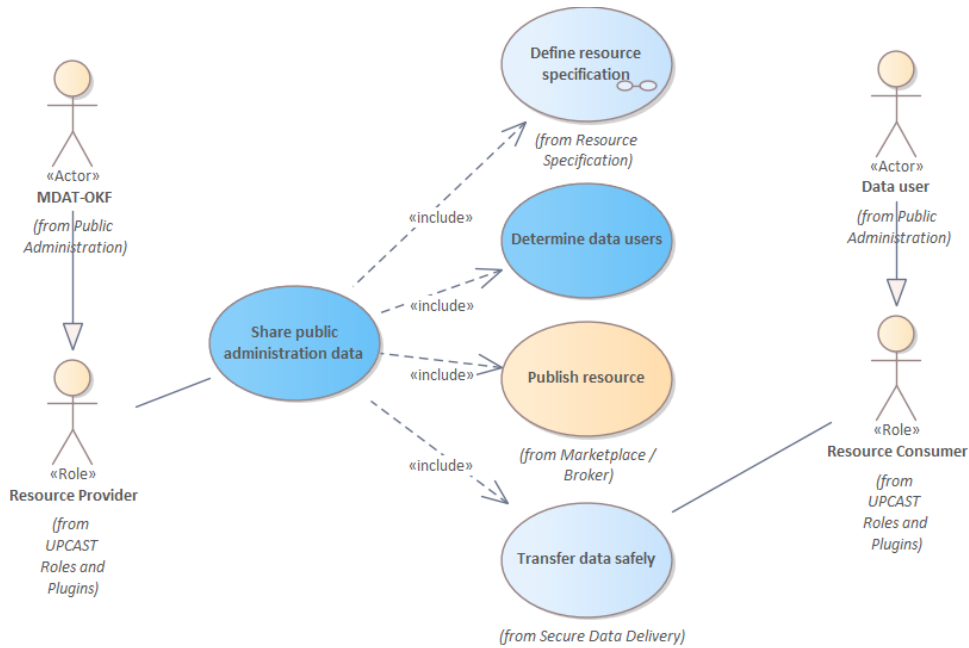 Define resource
specification
(from Resource
Specification)
«Actor»
MDAT-OKF
(from Public
Administration)
«Actor»
Data user
(from Public
Administration)
«include»
Determine data users
«include»
Share public
administration data
«include»
Publish resource
(from Marketplace /
Broker)
«include»
«Role»
Resource Provider
(from
UPCAST
Roles and
Plugins)
«Role»
Resource Consumer
(from
UPCAST
Roles and
Plugins)
Transfer data safely
(from Secure Data Delivery)